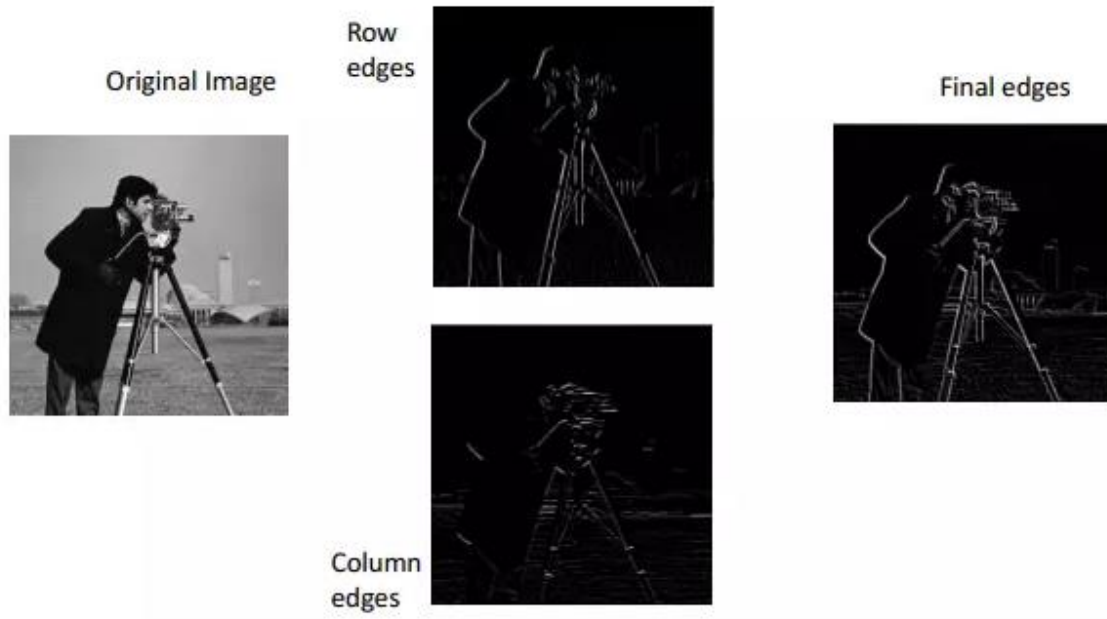 Original Image
Row
edges
Final edges
Column
edges